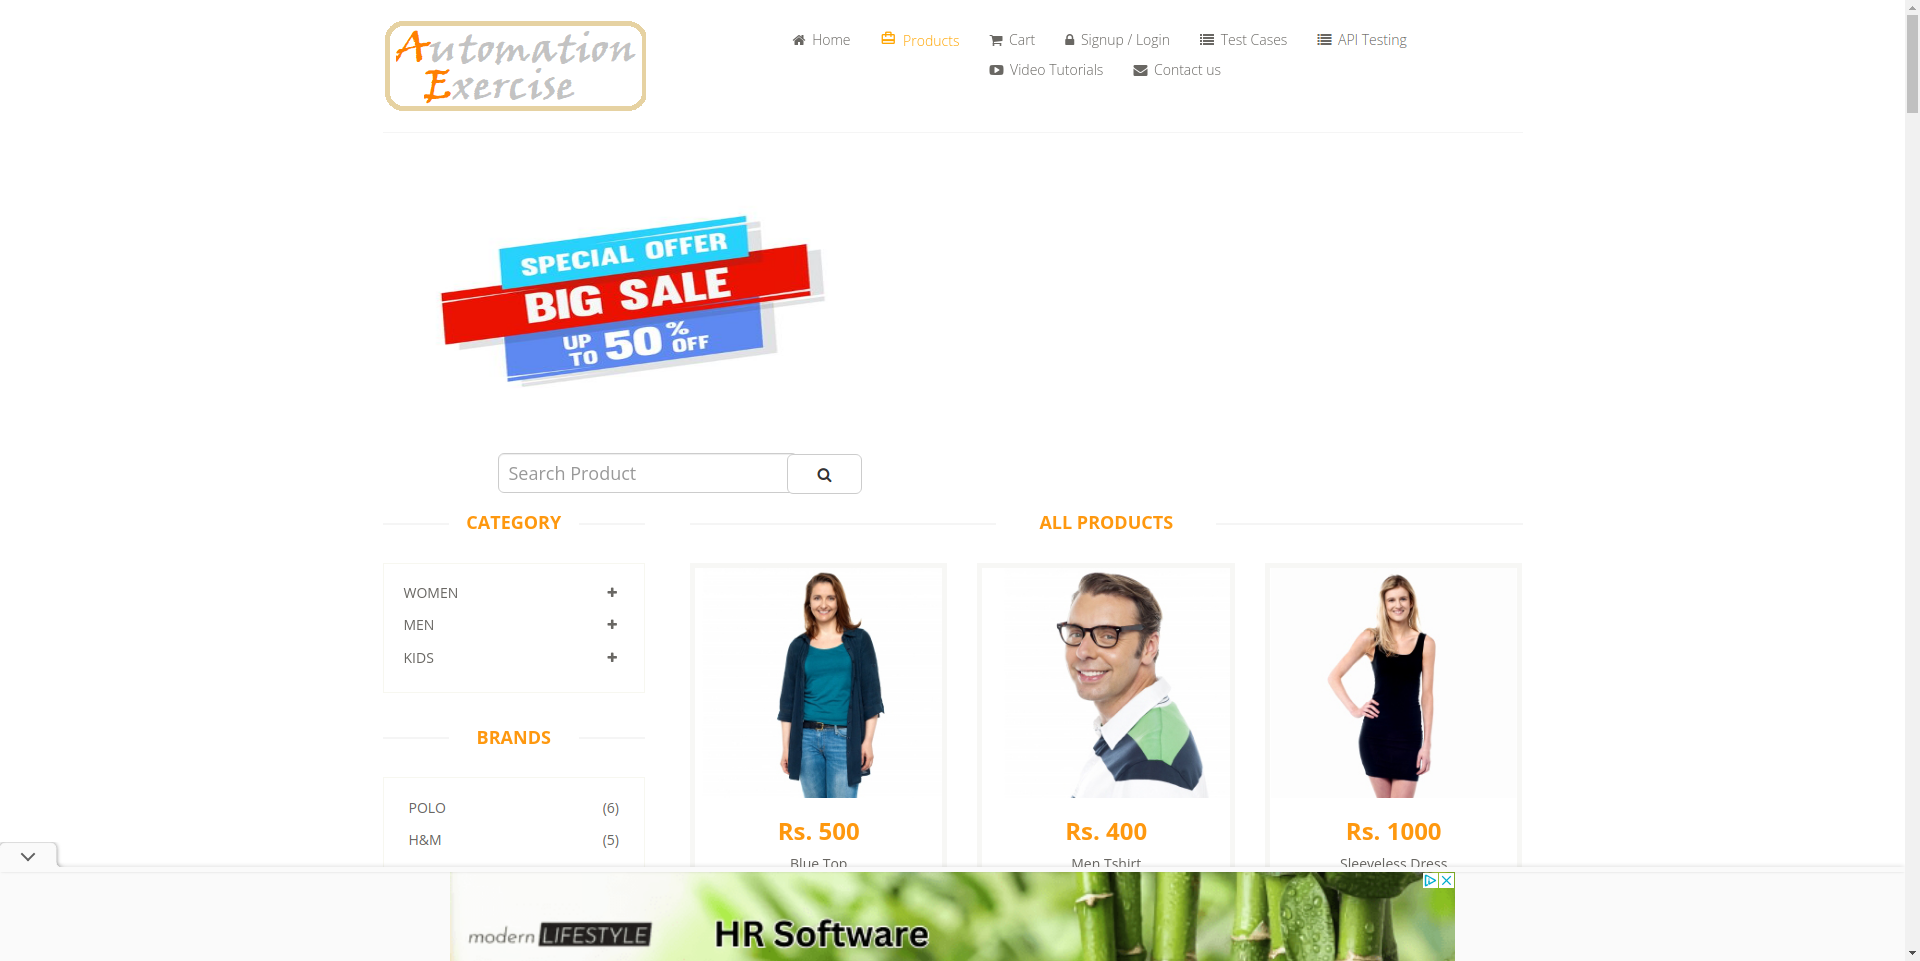 Automation
Exercise
Home
Products
Cart
Signup / Login
Test Cases
API Testing
Video Tutorials
Contact us
SPECIAL OFFER
BIG SALE
UP TO 50% OFF
Search Product
CATEGORY
ALL PRODUCTS
WOMEN
MEN
KIDS
BRANDS
POLO (6)
H&M (5)
Rs. 500
Blue Top
Rs. 400
Men Tshirt
Rs. 1000
Sleeveless Dress
modern LIFESTYLE
HR Software